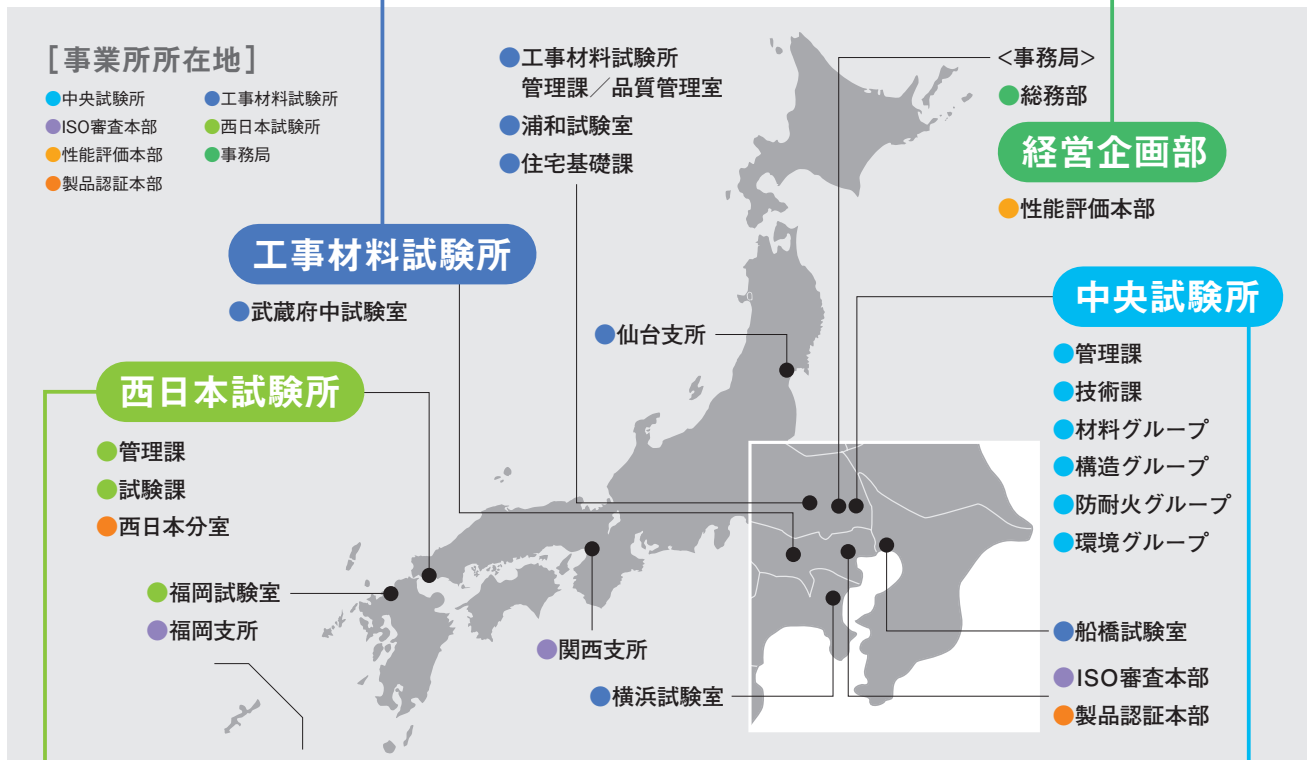 [事業所所在地]
●中央試験所
●工事材料試験所
●ISO審査本部
●西日本試験所
●性能評価本部
●事務局
●製品認証本部
●工事材料試験所
管理課／品質管理室
●浦和試験室
●住宅基礎課
<事務局>
●総務部
経営企画部
●性能評価本部
工事材料試験所
●武蔵府中試験室
中央試験所
●管理課
●技術課
●材料グループ
●構造グループ
●防耐火グループ
●環境グループ
●仙台支所
西日本試験所
●管理課
●試験課
●西日本分室
●福岡試験室
●福岡支所
●関西支所
●横浜試験室
●船橋試験室
●ISO審査本部
●製品認証本部